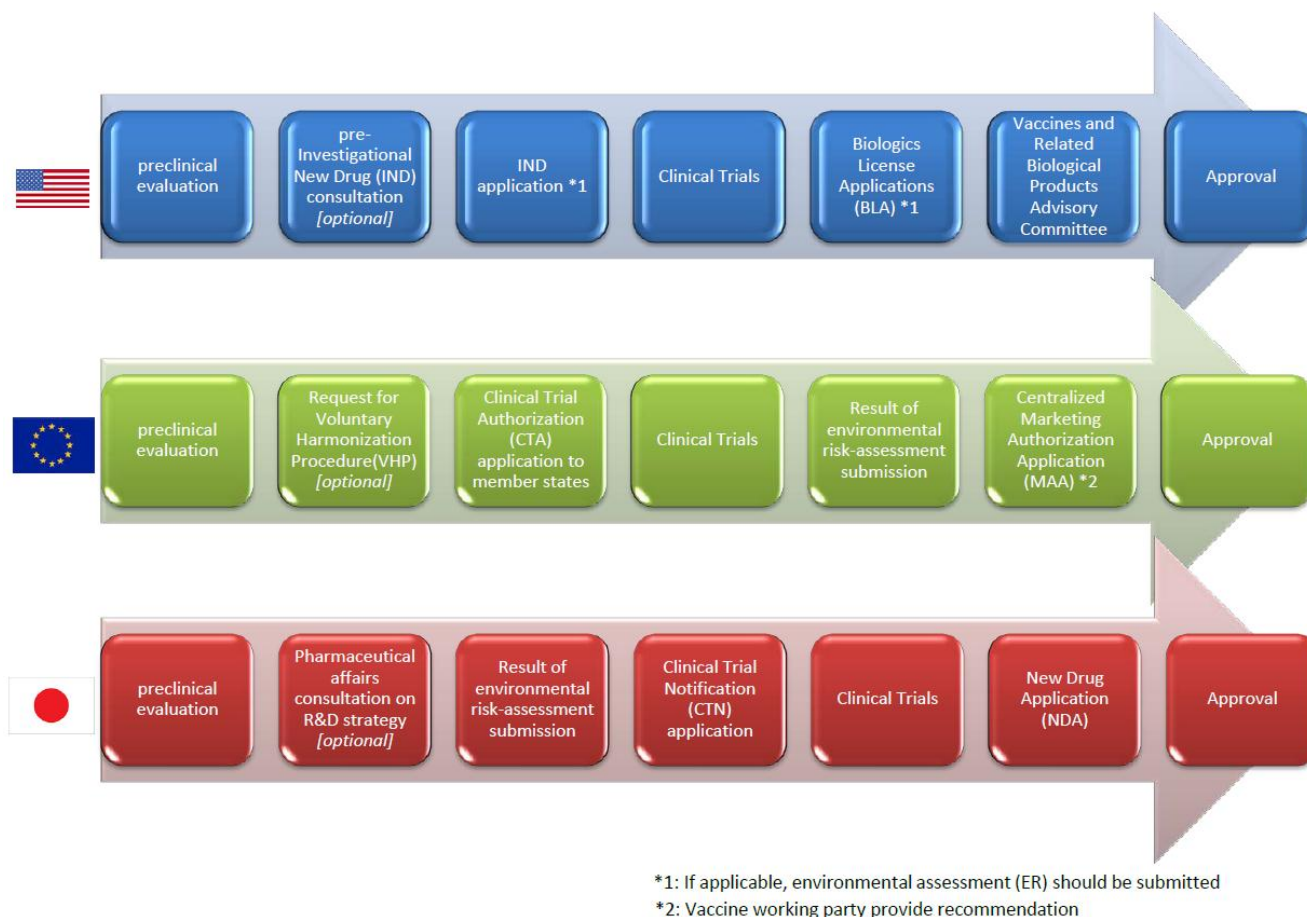 preclinical
evaluation
pre-
Investigational
New Drug (IND)
consultation
[optional]
IND
application *1
Clinical Trials
Biologics
License
Applications
(BLA) *1
Vaccines and
Related
Biological
Products
Advisory
Committee
Approval
preclinical
evaluation
Request for
Voluntary
Harmonization
Procedure(VHP)
[optional]
Clinical Trial
Authorization
(CTA)
application to
member states
Clinical Trials
Result of
environmental
risk-assessment
submission
Centralized
Marketing
Authorization
Application
(MAA) *2
Approval
preclinical
evaluation
Pharmaceutical
affairs
consultation on
R&D strategy
[optional]
Result of
environmental
risk-assessment
submission
Clinical Trial
Notification
(CTN)
application
Clinical Trials
New Drug
Application
(NDA)
Approval
*1: If applicable, environmental assessment (ER) should be submitted
*2: Vaccine working party provide recommendation